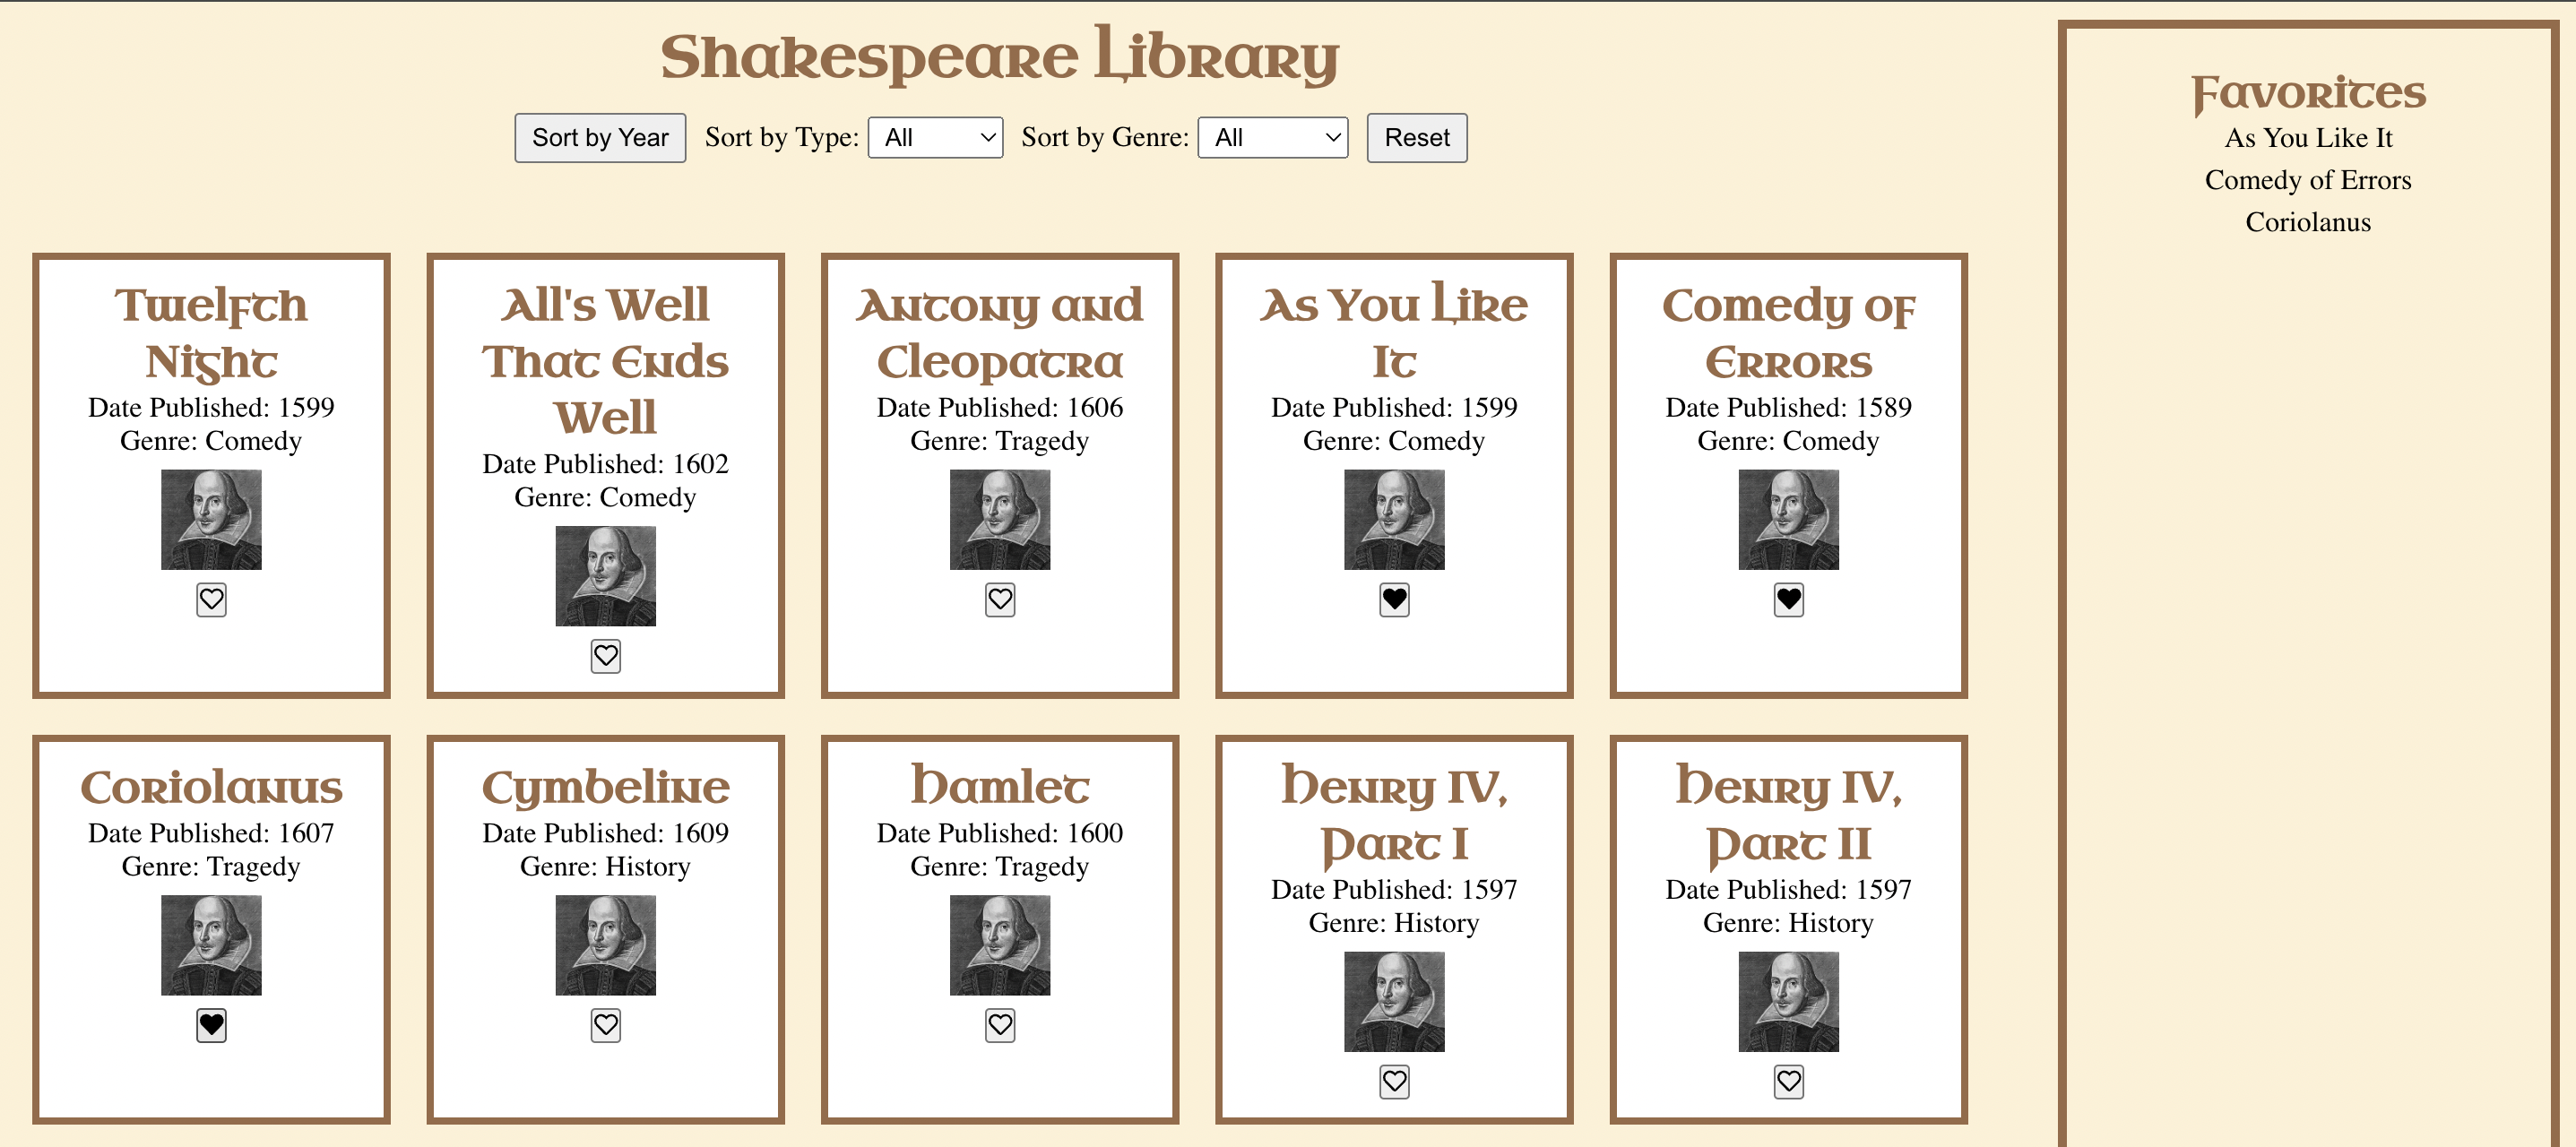 Shakespeare Library
Sort by Year Sort by Type: All Sort by Genre: All Reset
Twelfth
Night
Date Published: 1599
Genre: Comedy
All's Well
That Ends
Well
Date Published: 1602
Genre: Comedy
Antony and
Cleopatra
Date Published: 1606
Genre: Tragedy
As You Like
It
Date Published: 1599
Genre: Comedy
Comedy of
Errors
Date Published: 1589
Genre: Comedy
Coriolanus
Date Published: 1607
Genre: Tragedy
Cymbeline
Date Published: 1609
Genre: History
Hamlet
Date Published: 1600
Genre: Tragedy
Henry IV,
Part I
Date Published: 1597
Genre: History
Henry IV,
Part II
Date Published: 1597
Genre: History
Favorites
As You Like It
Comedy of Errors
Coriolanus